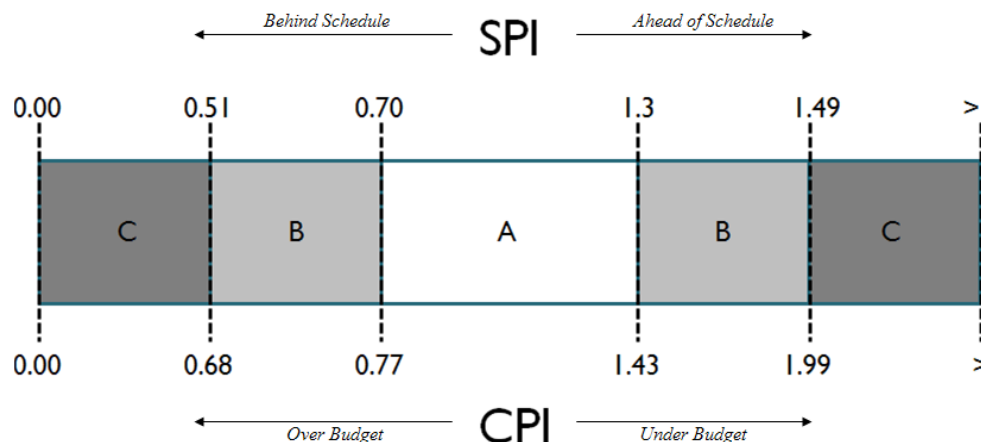 Behind Schedule SPI Ahead of Schedule
0.00 0.51 0.70 1.3 1.49 >
C B A B C
0.00 0.68 0.77 1.43 1.99 >
Over Budget CPI Under Budget